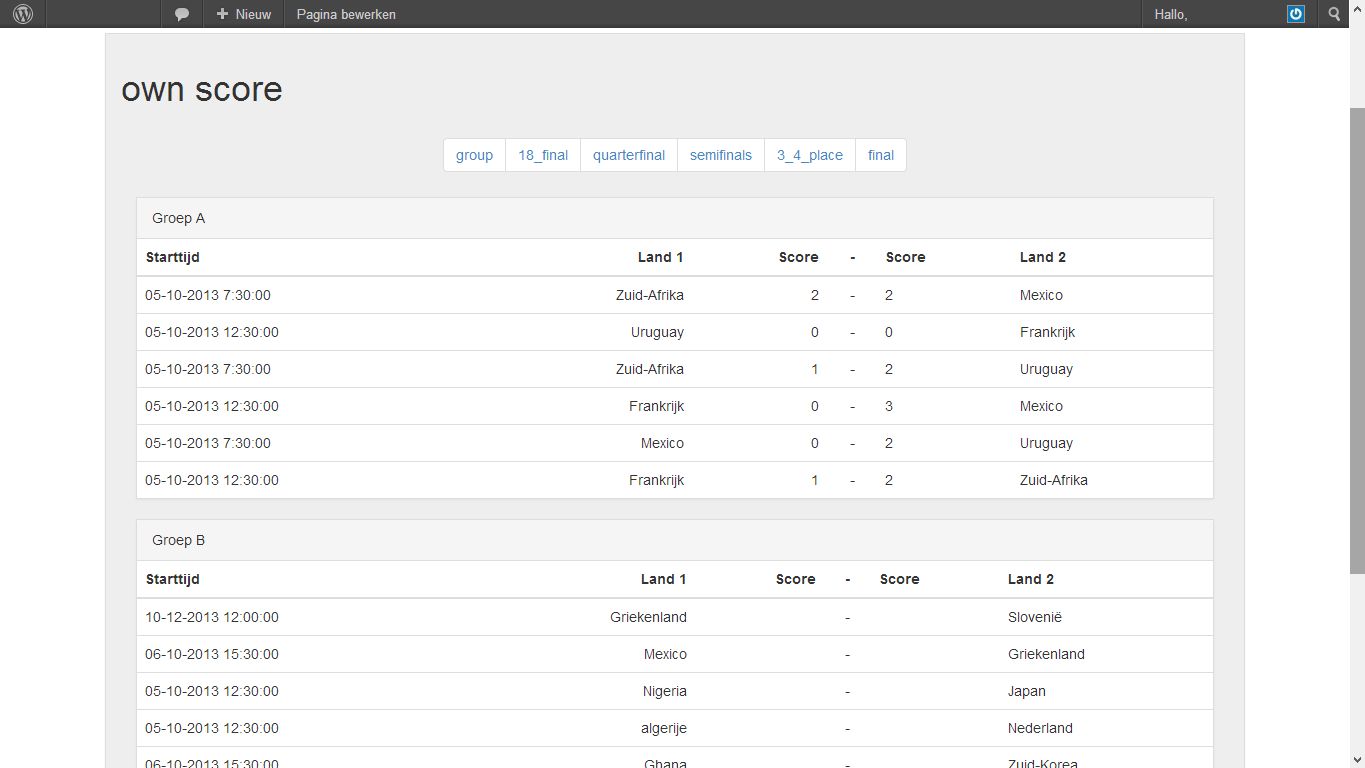 Nieuw Pagina bewerken Hallo,
own score
group 18_final quarterfinal semifinals 3_4_place final
Groep A
Starttijd Land 1 Score - Score Land 2
05-10-2013 7:30:00 Zuid-Afrika 2 - 2 Mexico
05-10-2013 12:30:00 Uruguay 0 - 0 Frankrijk
05-10-2013 7:30:00 Zuid-Afrika 1 - 2 Uruguay
05-10-2013 12:30:00 Frankrijk 0 - 3 Mexico
05-10-2013 7:30:00 Mexico 0 - 2 Uruguay
05-10-2013 12:30:00 Frankrijk 1 - 2 Zuid-Afrika
Groep B
Starttijd Land 1 Score - Score Land 2
10-12-2013 12:00:00 Griekenland - Slovenië
06-10-2013 15:30:00 Mexico - Griekenland
05-10-2013 12:30:00 Nigeria - Japan
05-10-2013 12:30:00 algerije - Nederland
06-10-2013 15:30:00 Ghana - Zuid-Korea